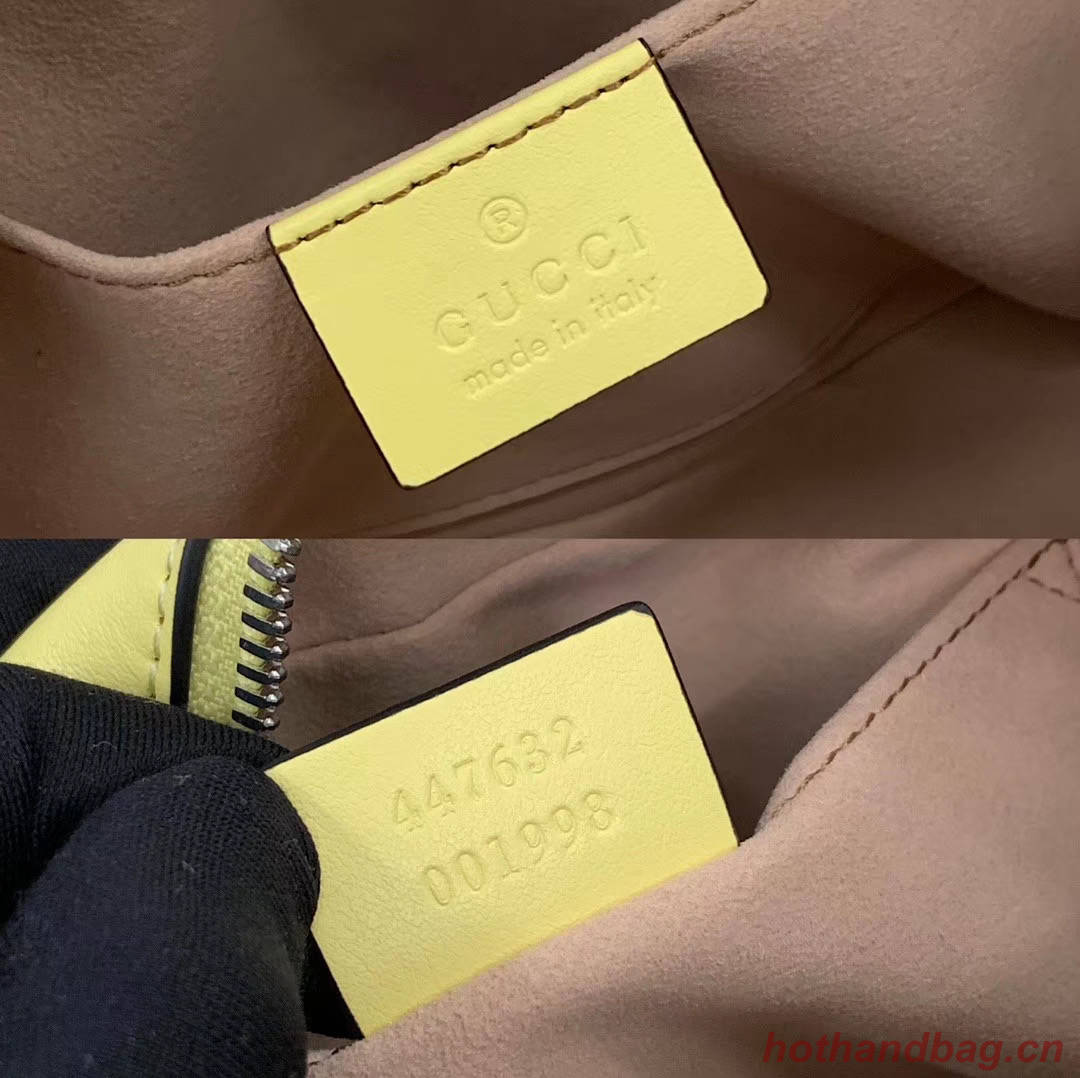 ®
GUCCI
made in italy
447632
001998
hothandbag.cn